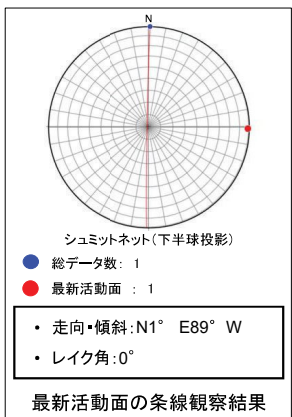 N
シュミットネット(下半球投影)
総データ数: 1
最新活動面 : 1
・ 走向・傾斜:N1° E89° W
・ レイク角:0°
最新活動面の条線観察結果